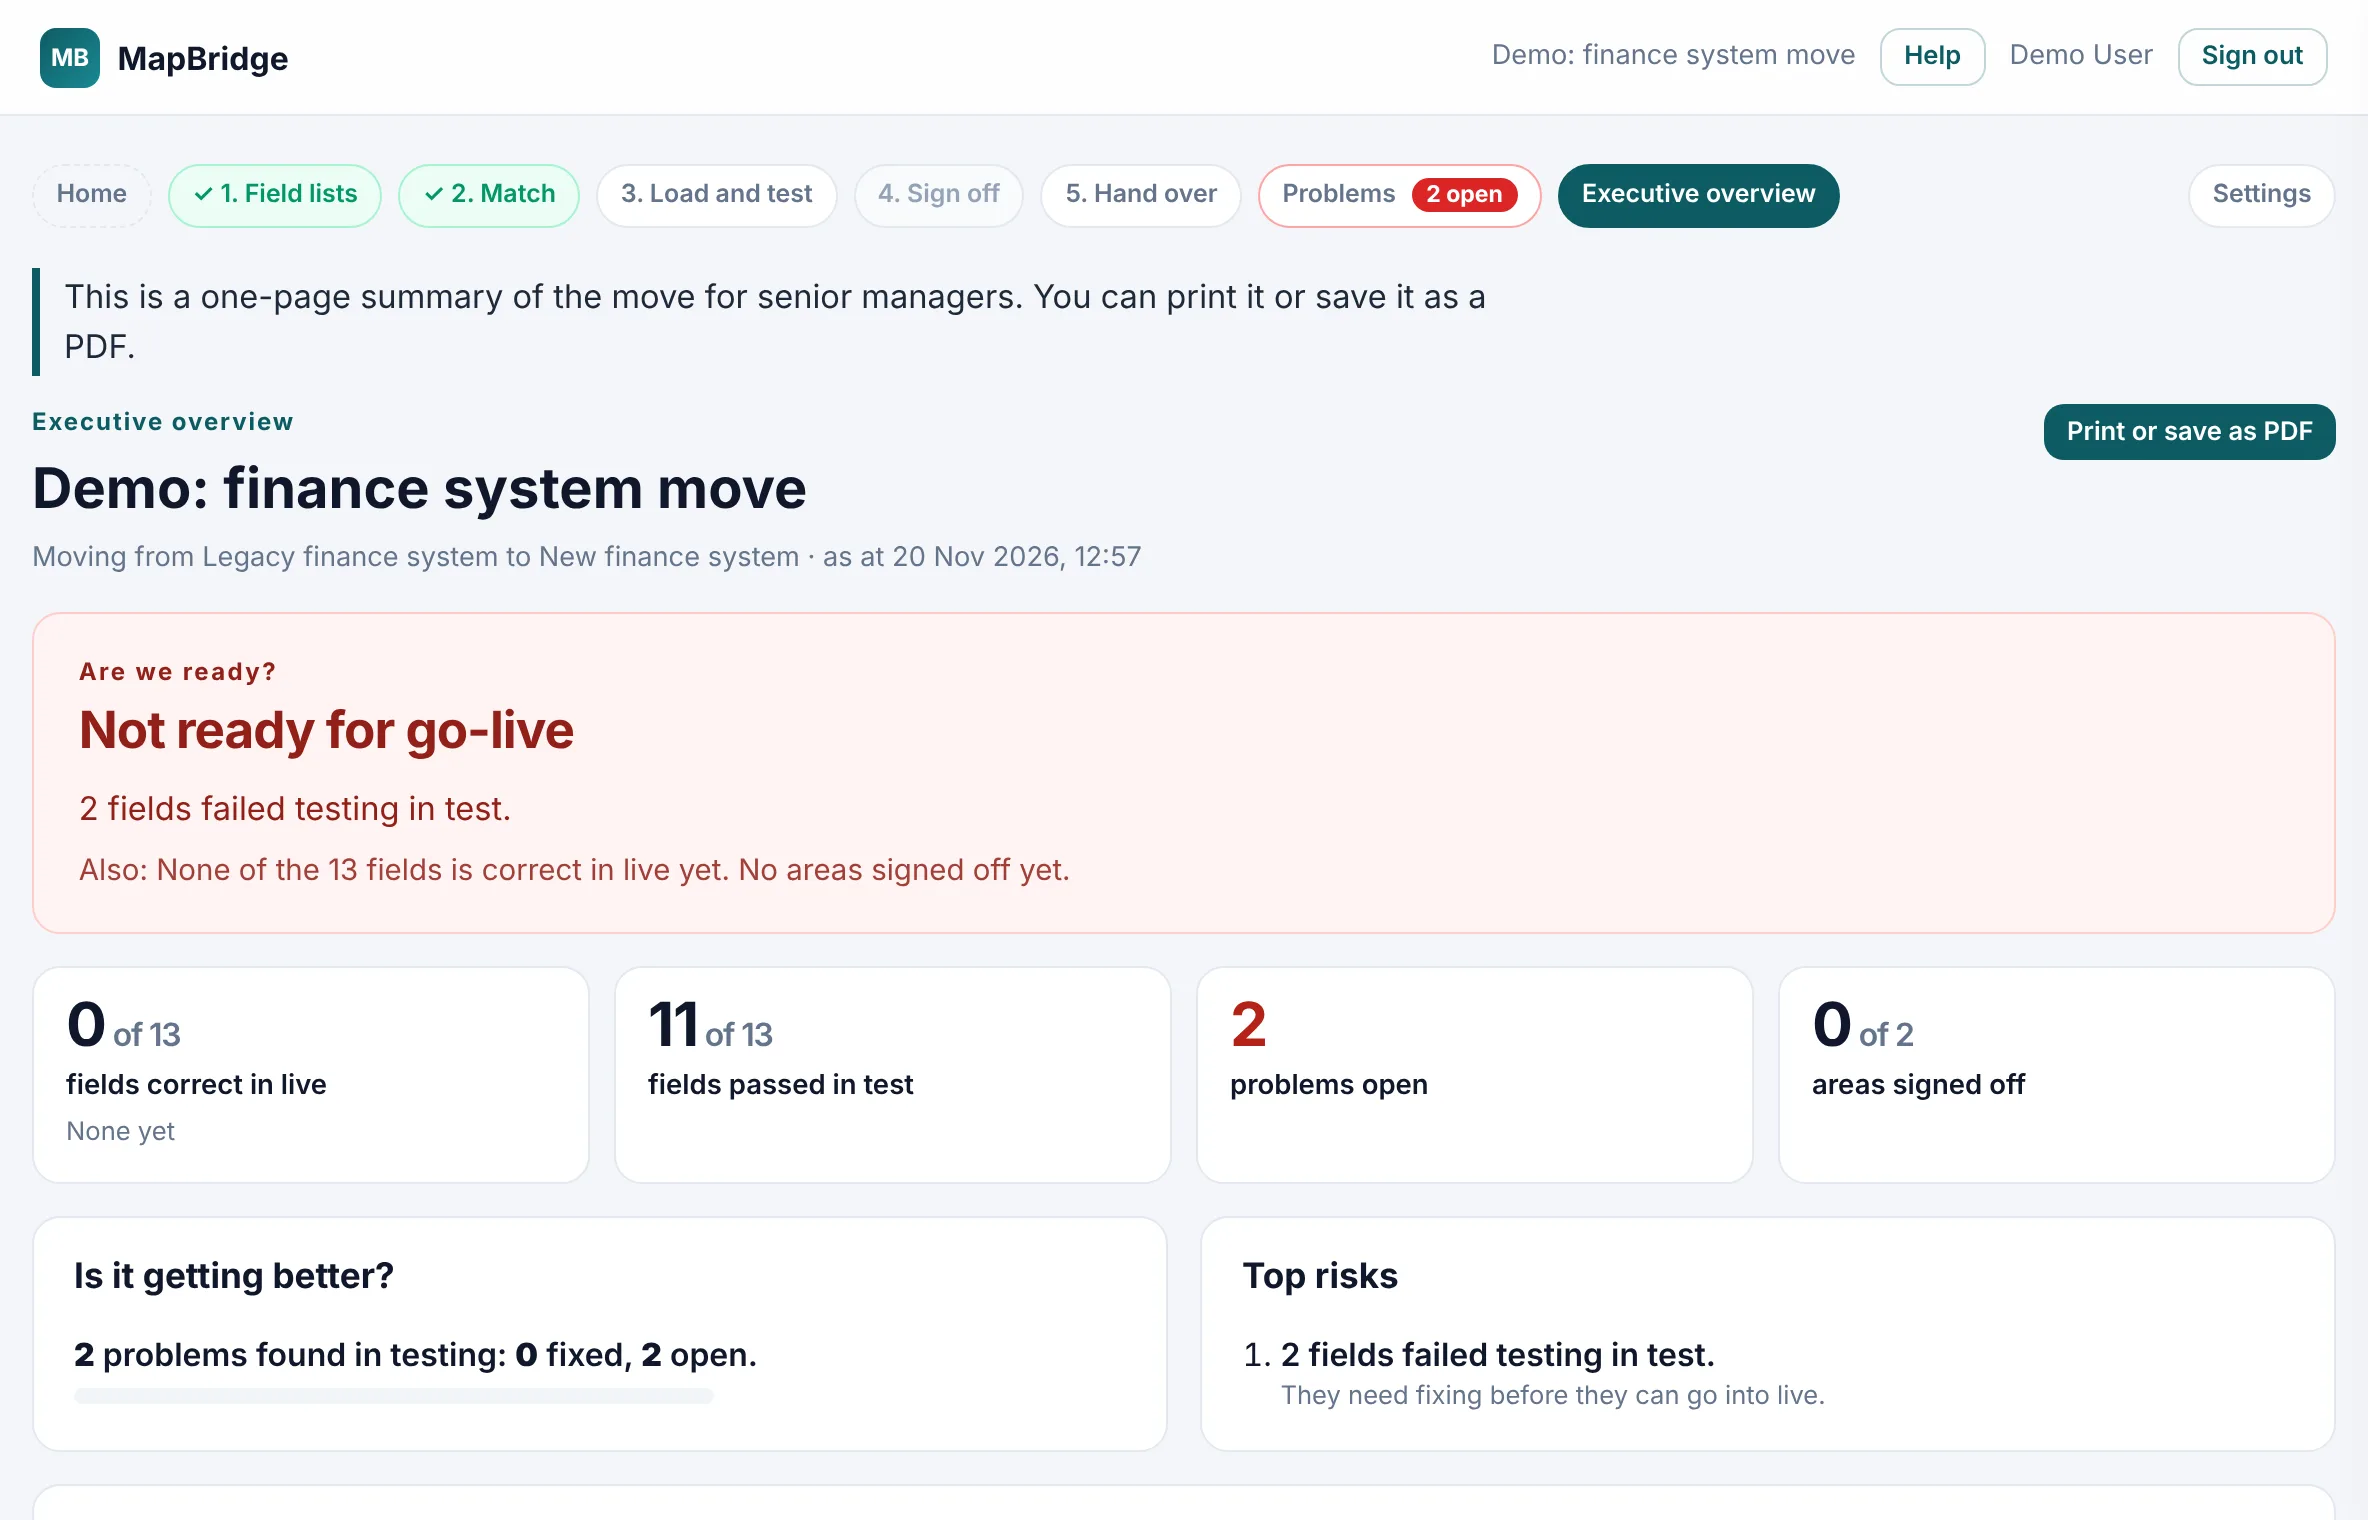 MB MapBridge
Demo: finance system move Help Demo User Sign out
Home ✓ 1. Field lists ✓ 2. Match 3. Load and test 4. Sign off 5. Hand over Problems 2 open Executive overview Settings
This is a one-page summary of the move for senior managers. You can print it or save it as a
PDF.
Executive overview
Print or save as PDF
Demo: finance system move
Moving from Legacy finance system to New finance system · as at 20 Nov 2026, 12:57
Are we ready?
Not ready for go-live
2 fields failed testing in test.
Also: None of the 13 fields is correct in live yet. No areas signed off yet.
0 of 13
fields correct in live
None yet
11 of 13
fields passed in test
2
problems open
0 of 2
areas signed off
Is it getting better?
2 problems found in testing: 0 fixed, 2 open.
Top risks
1. 2 fields failed testing in test.
They need fixing before they can go into live.